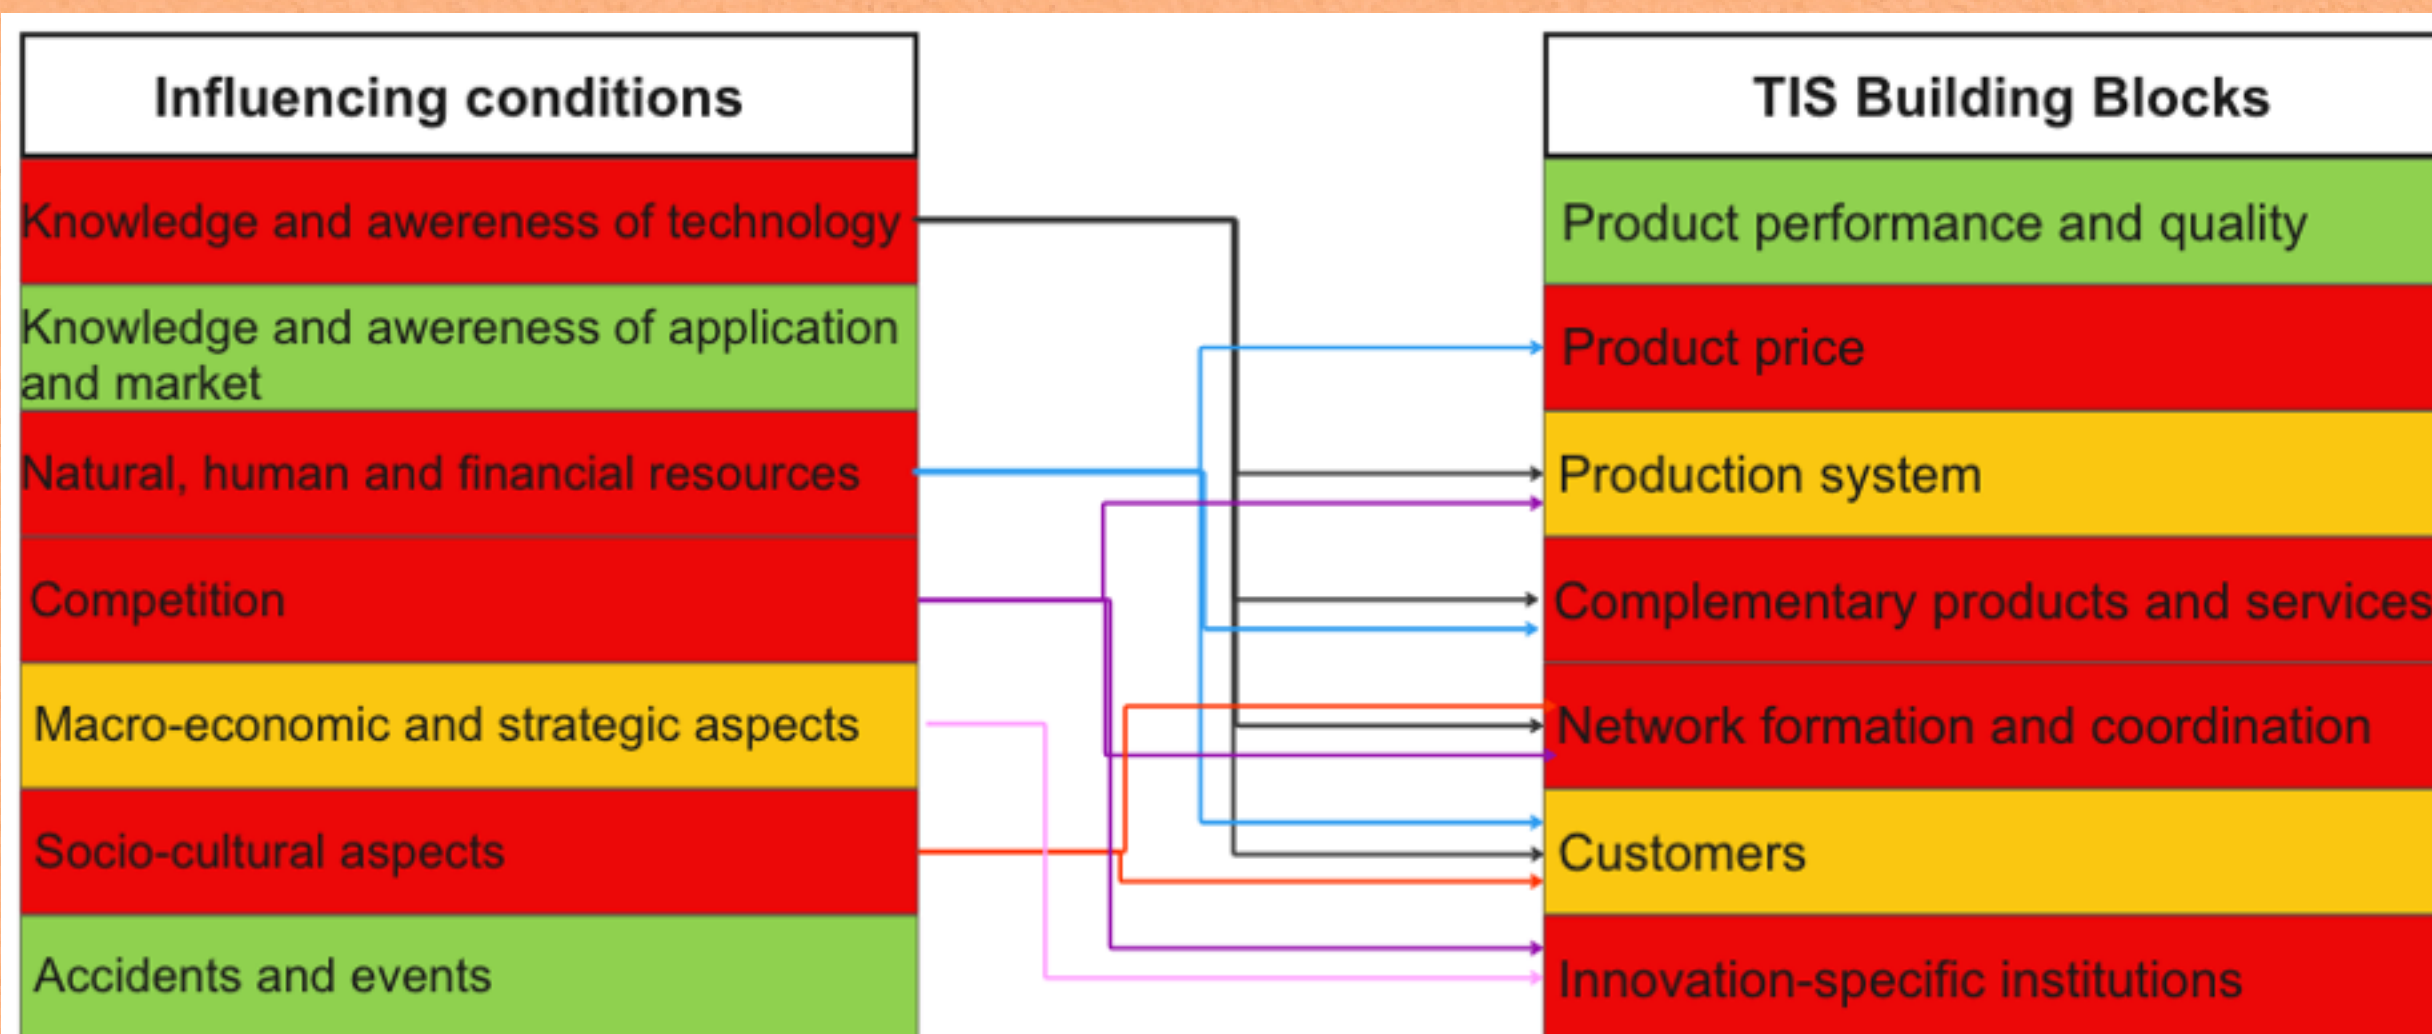 Influencing conditions
Knowledge and awereness of technology
Knowledge and awereness of application
and market
Natural, human and financial resources
Competition
Macro-economic and strategic aspects
Socio-cultural aspects
Accidents and events
TIS Building Blocks
Product performance and quality
Product price
Production system
Complementary products and services
Network formation and coordination
Customers
Innovation-specific institutions